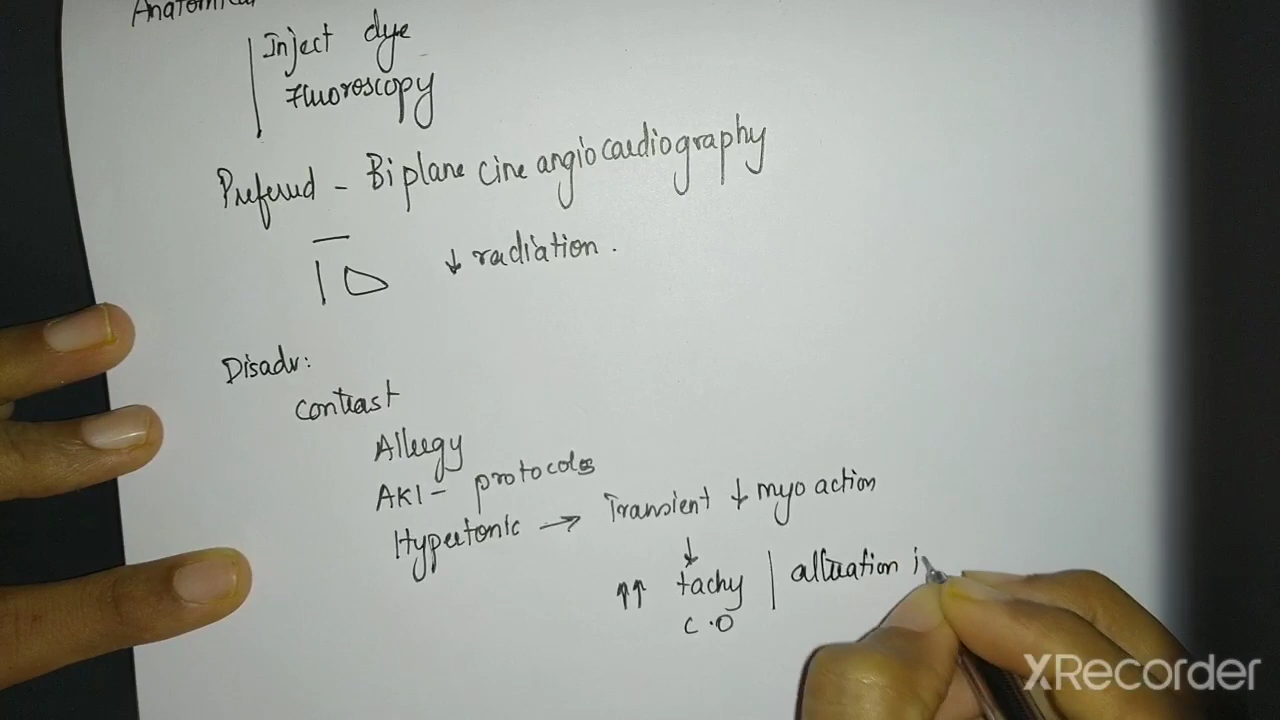 Anatomical
Inject dye
Fluoroscopy
Preferred - Biplane cine angiocardiography
↓ radiation.
Disadv:
contrast
Allergy
AKI - protocols
Hypertonic → Transient ↓ myo action
↓
↑↑ tachy | alteration i
C.O
XRecorder